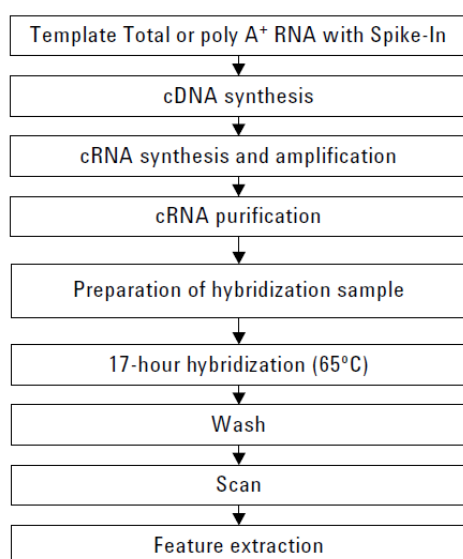 Template Total or poly A⁺ RNA with Spike-In
cDNA synthesis
cRNA synthesis and amplification
cRNA purification
Preparation of hybridization sample
17-hour hybridization (65ºC)
Wash
Scan
Feature extraction